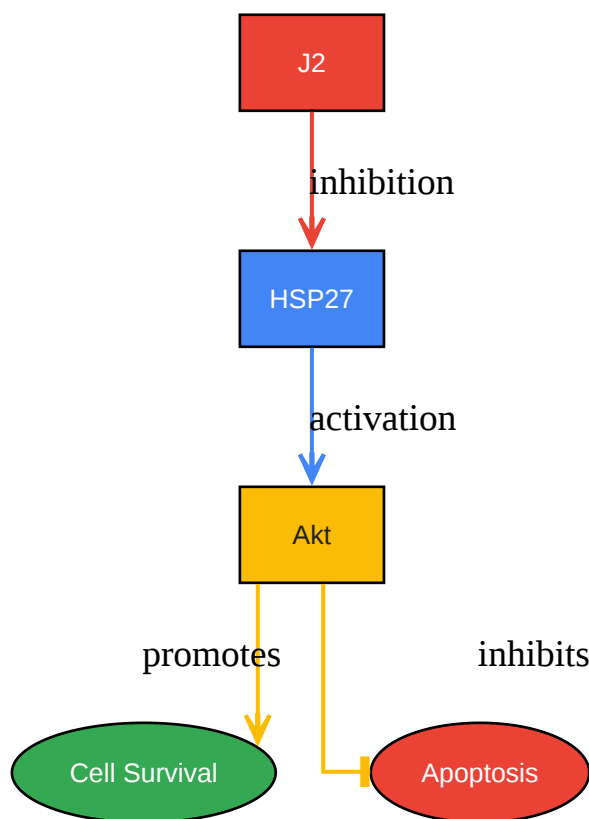 J2
inhibition
HSP27
activation
Akt
promotes
inhibits
Cell Survival
Apoptosis